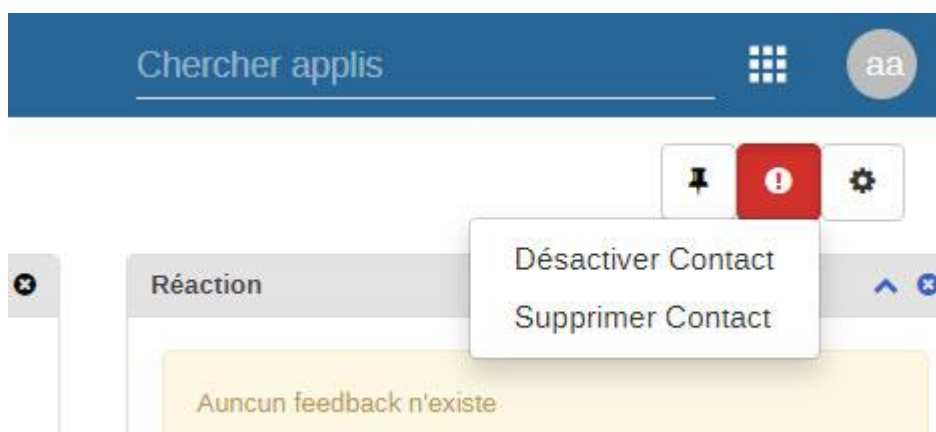 Chercher applis
aa
Désactiver Contact
Réaction
Supprimer Contact
Auncun feedback n'existe